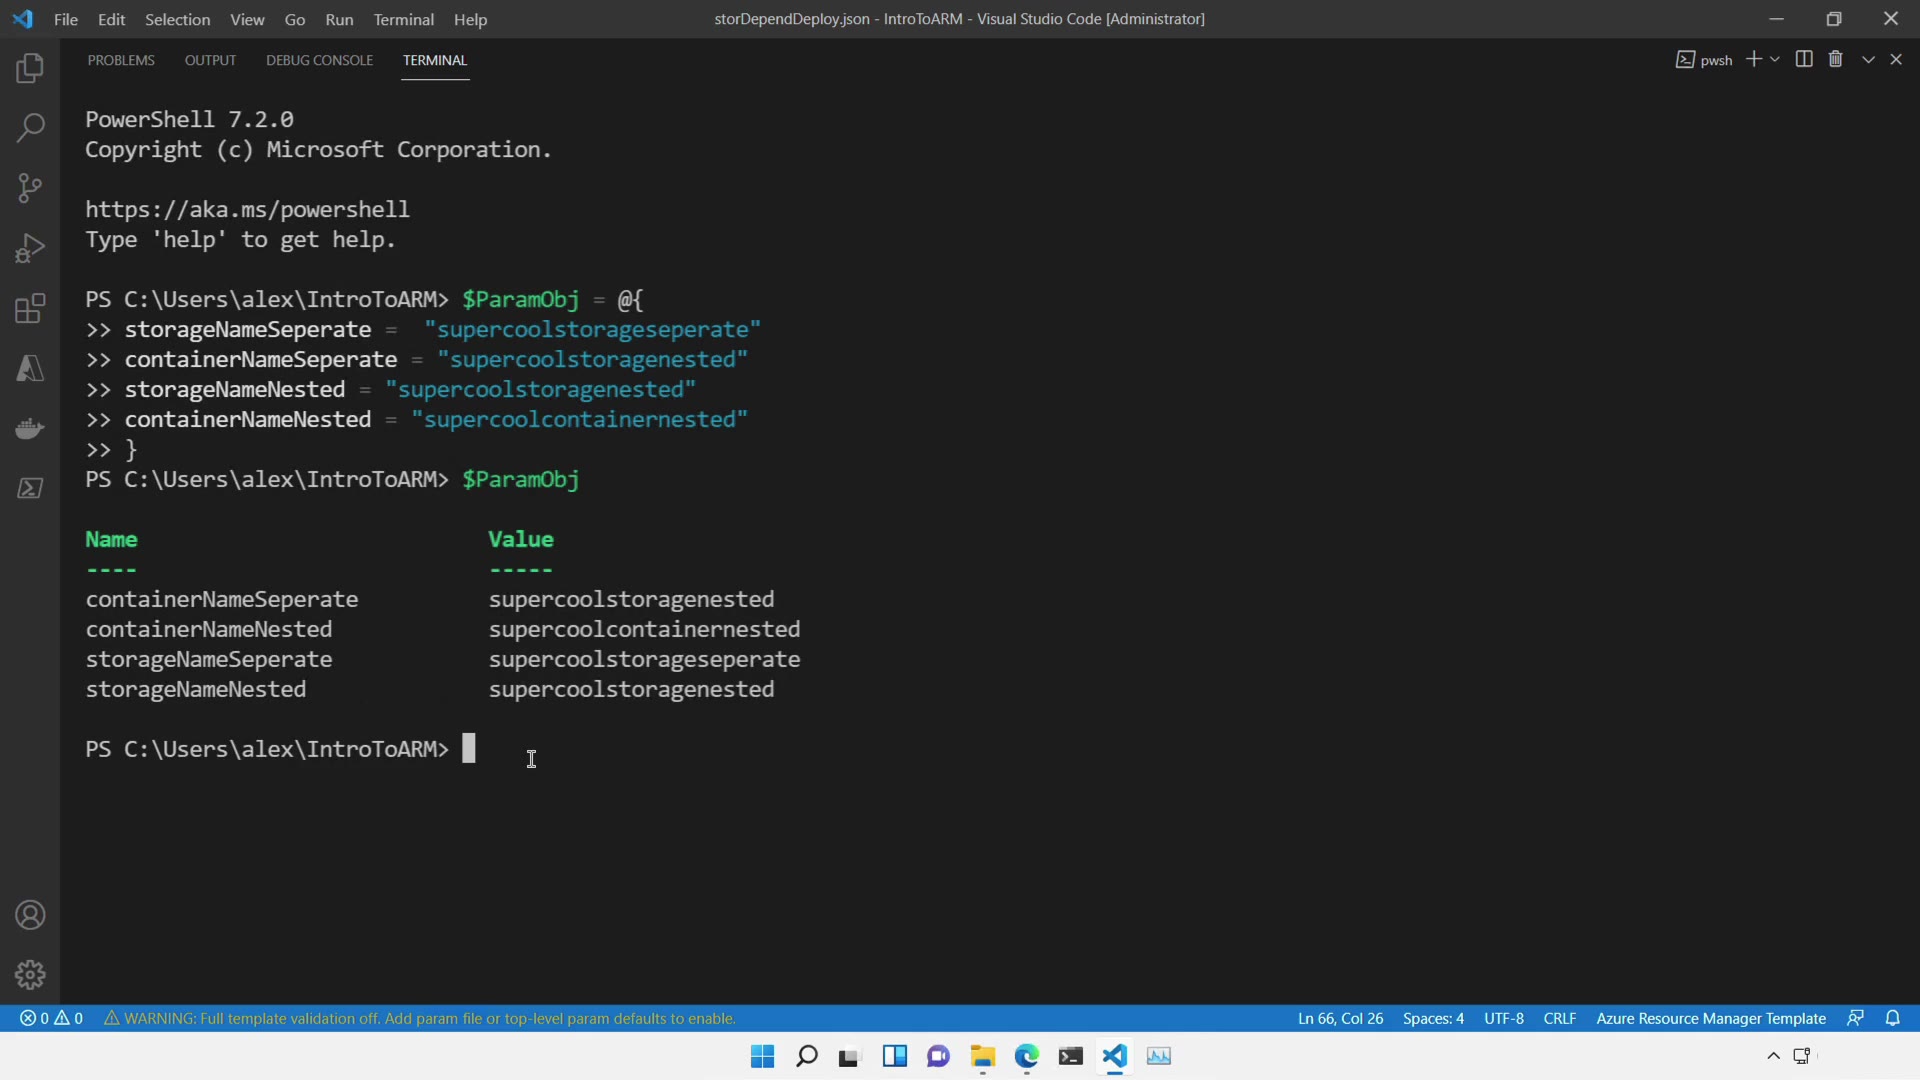 File Edit Selection View Go Run Terminal Help
storDependDeploy.json - IntroToARM - Visual Studio Code [Administrator]
PROBLEMS OUTPUT DEBUG CONSOLE TERMINAL
pwsh
PowerShell 7.2.0
Copyright (c) Microsoft Corporation.
https://aka.ms/powershell
Type 'help' to get help.
PS C:\Users\alex\IntroToARM> $ParamObj = @{
>> storageNameSeperate =  "supercoolstorageseperate"
>> containerNameSeperate = "supercoolstoragenested"
>> storageNameNested = "supercoolstoragenested"
>> containerNameNested = "supercoolcontainernested"
>> }
PS C:\Users\alex\IntroToARM> $ParamObj
Name Value
---- -----
containerNameSeperate supercoolstoragenested
containerNameNested supercoolcontainernested
storageNameSeperate supercoolstorageseperate
storageNameNested supercoolstoragenested
PS C:\Users\alex\IntroToARM>
0 0 WARNING: Full template validation off. Add param file or top-level param defaults to enable. Ln 66, Col 26 Spaces: 4 UTF-8 CRLF Azure Resource Manager Template